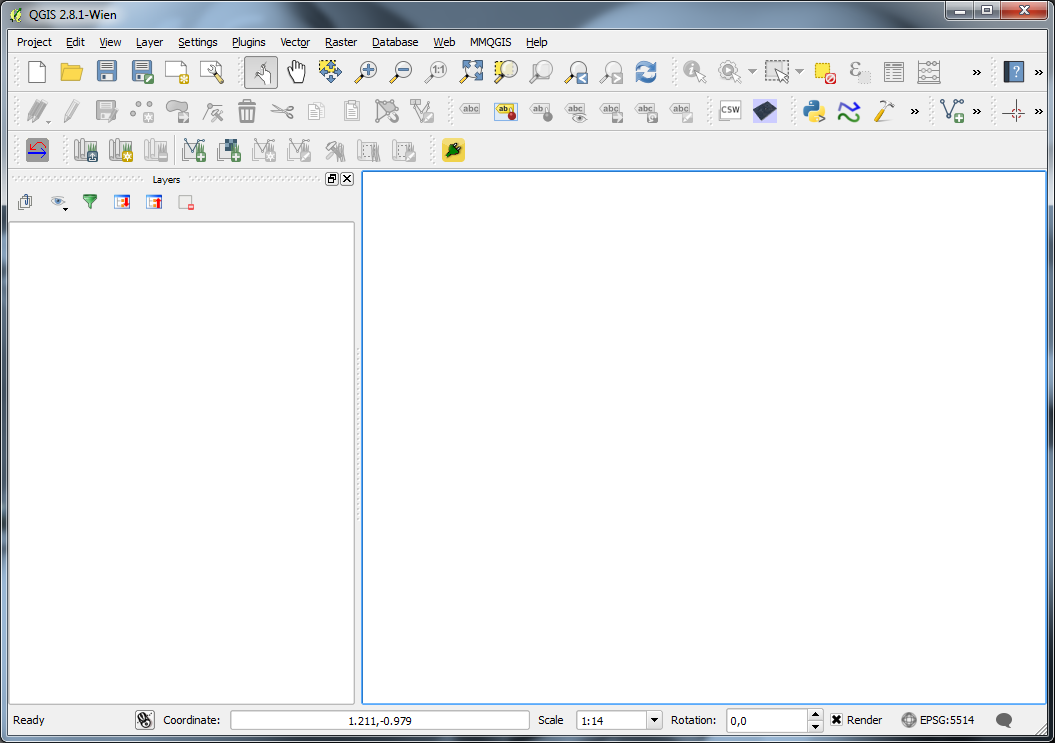 QGIS 2.8.1-Wien
Project Edit View Layer Settings Plugins Vector Raster Database Web MMQGIS Help
1:1 ε ?
abc ab abc abc abc abc CSW
Layers
Ready Coordinate: 1.211,-0.979 Scale 1:14 Rotation: 0,0 Render EPSG:5514